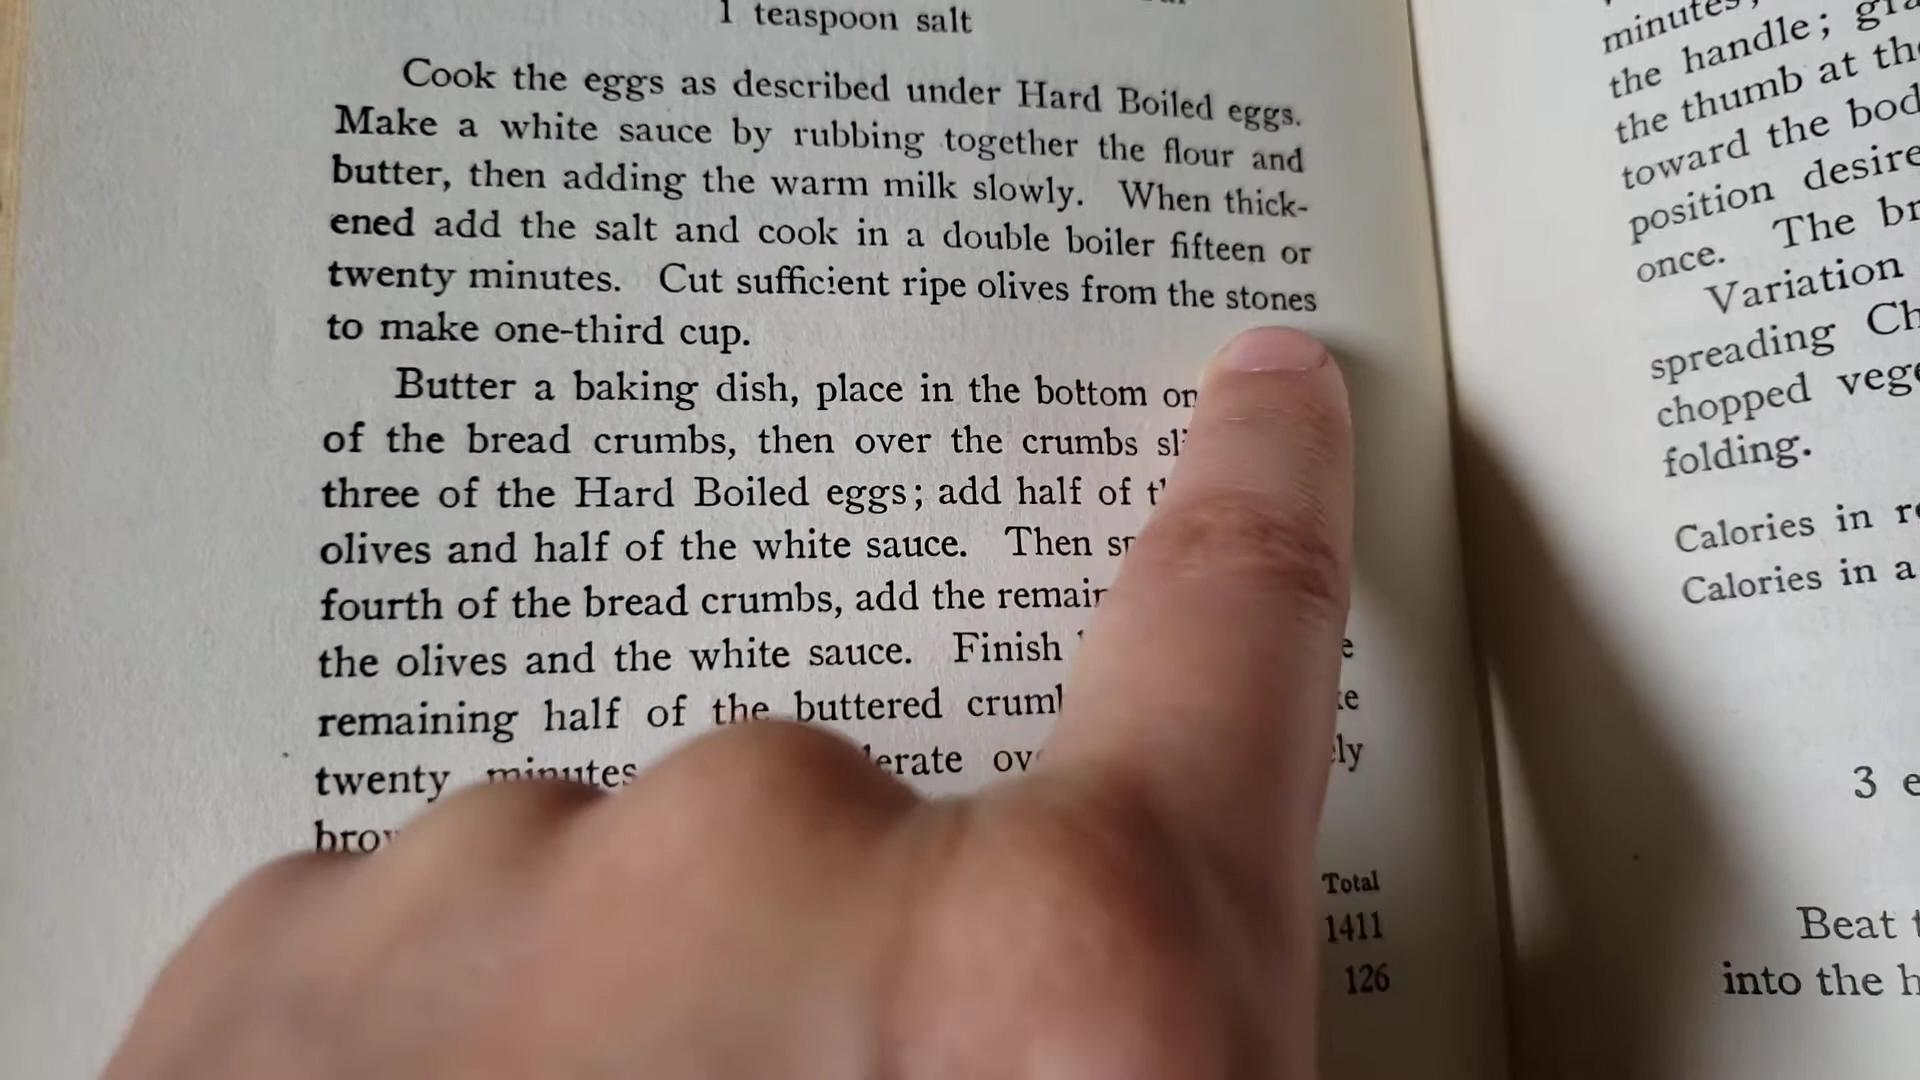 1 teaspoon salt
Cook the eggs as described under Hard Boiled eggs.
Make a white sauce by rubbing together the flour and
butter, then adding the warm milk slowly. When thick-
ened add the salt and cook in a double boiler fifteen or
twenty minutes. Cut sufficient ripe olives from the stones
to make one-third cup.
Butter a baking dish, place in the bottom
of the bread crumbs, then over the crumbs
three of the Hard Boiled eggs; add half of
olives and half of the white sauce. Then
fourth of the bread crumbs, add the
the olives and the white sauce. Finish
remaining half of the buttered
twenty minutes
Total
1411
126
minutes,
the handle;
the thumb at
toward the
position
once. The
Variation
spreading
chopped
folding.
Calories in
Calories in a
3
Beat
into the